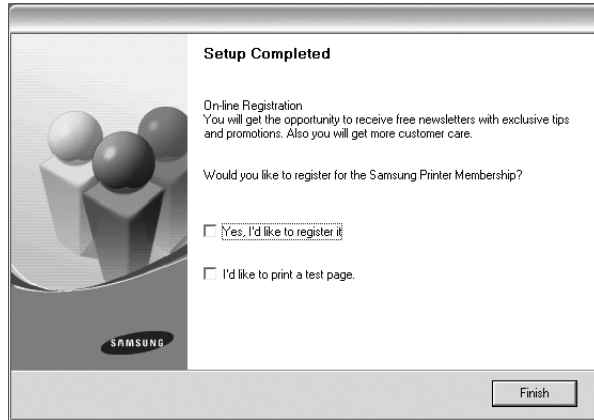 Setup Completed
On-line Registration
You will get the opportunity to receive free newsletters with exclusive tips
and promotions. Also you will get more customer care.
Would you like to register for the Samsung Printer Membership?
Yes, I'd like to register it
I'd like to print a test page.
SAMSUNG
Finish